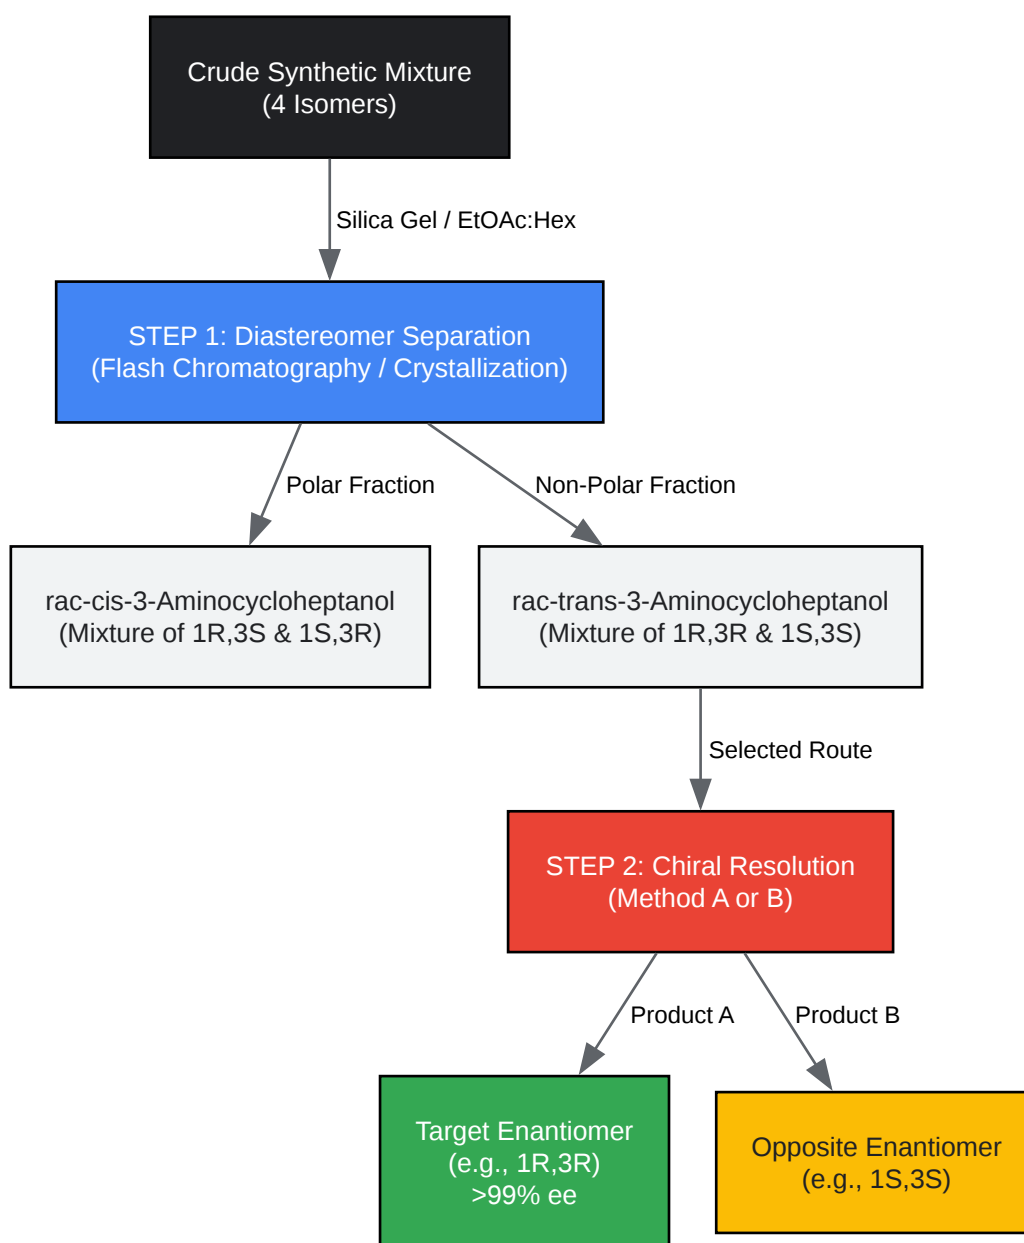 Crude Synthetic Mixture
(4 Isomers)
Silica Gel / EtOAc:Hex
STEP 1: Diastereomer Separation
(Flash Chromatography / Crystallization)
Polar Fraction
Non-Polar Fraction
rac-cis-3-Aminocycloheptanol
(Mixture of 1R,3S & 1S,3R)
rac-trans-3-Aminocycloheptanol
(Mixture of 1R,3R & 1S,3S)
Selected Route
STEP 2: Chiral Resolution
(Method A or B)
Product A
Product B
Target Enantiomer
(e.g., 1R,3R)
>99% ee
Opposite Enantiomer
(e.g., 1S,3S)